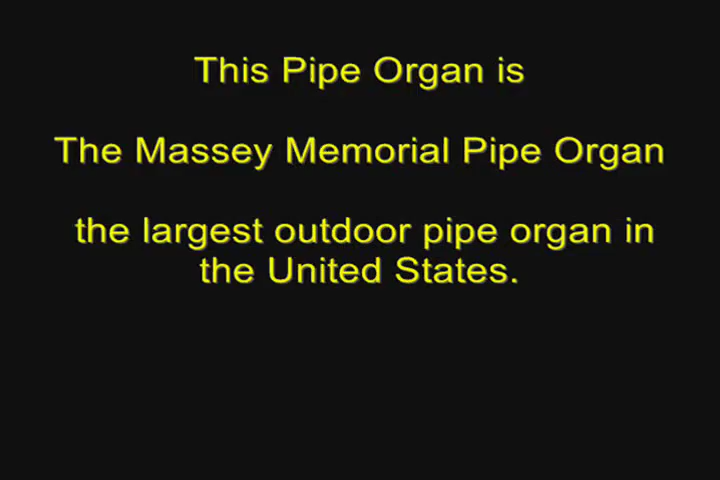 This Pipe Organ is
The Massey Memorial Pipe Organ
the largest outdoor pipe organ in
the United States.